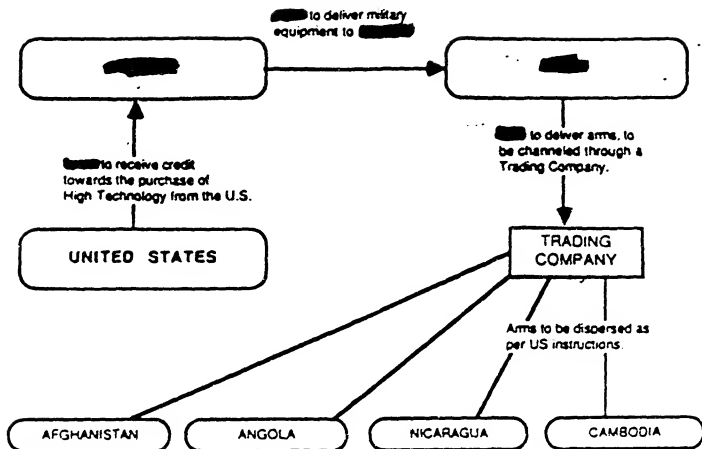 to deliver military
equipment to
to receive credit
towards the purchase of
High Technology from the U.S.
to deliver arms, to
be channeled through a
Trading Company.
UNITED STATES
TRADING
COMPANY
Arms to be dispersed as
per US instructions.
AFGHANISTAN
ANGOLA
NICARAGUA
CAMBODIA